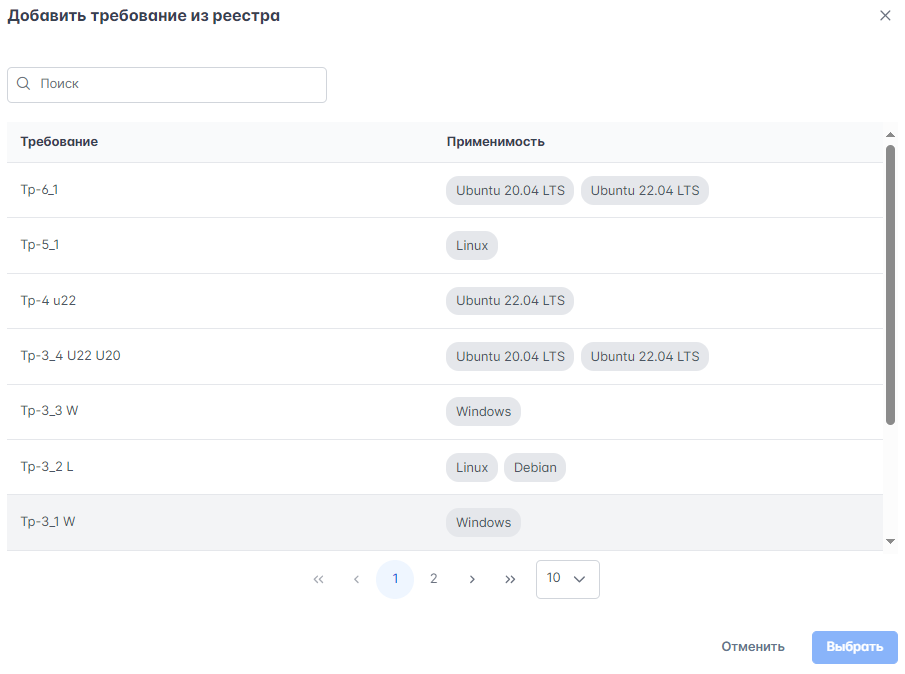 Добавить требование из реестра
Поиск
Требование Применимость
Тр-6_1 Ubuntu 20.04 LTS Ubuntu 22.04 LTS
Тр-5_1 Linux
Тр-4 u22 Ubuntu 22.04 LTS
Тр-3_4 U22 U20 Ubuntu 20.04 LTS Ubuntu 22.04 LTS
Тр-3_3 W Windows
Тр-3_2 L Linux Debian
Тр-3_1 W Windows
1 2 10
Отменить Выбрать